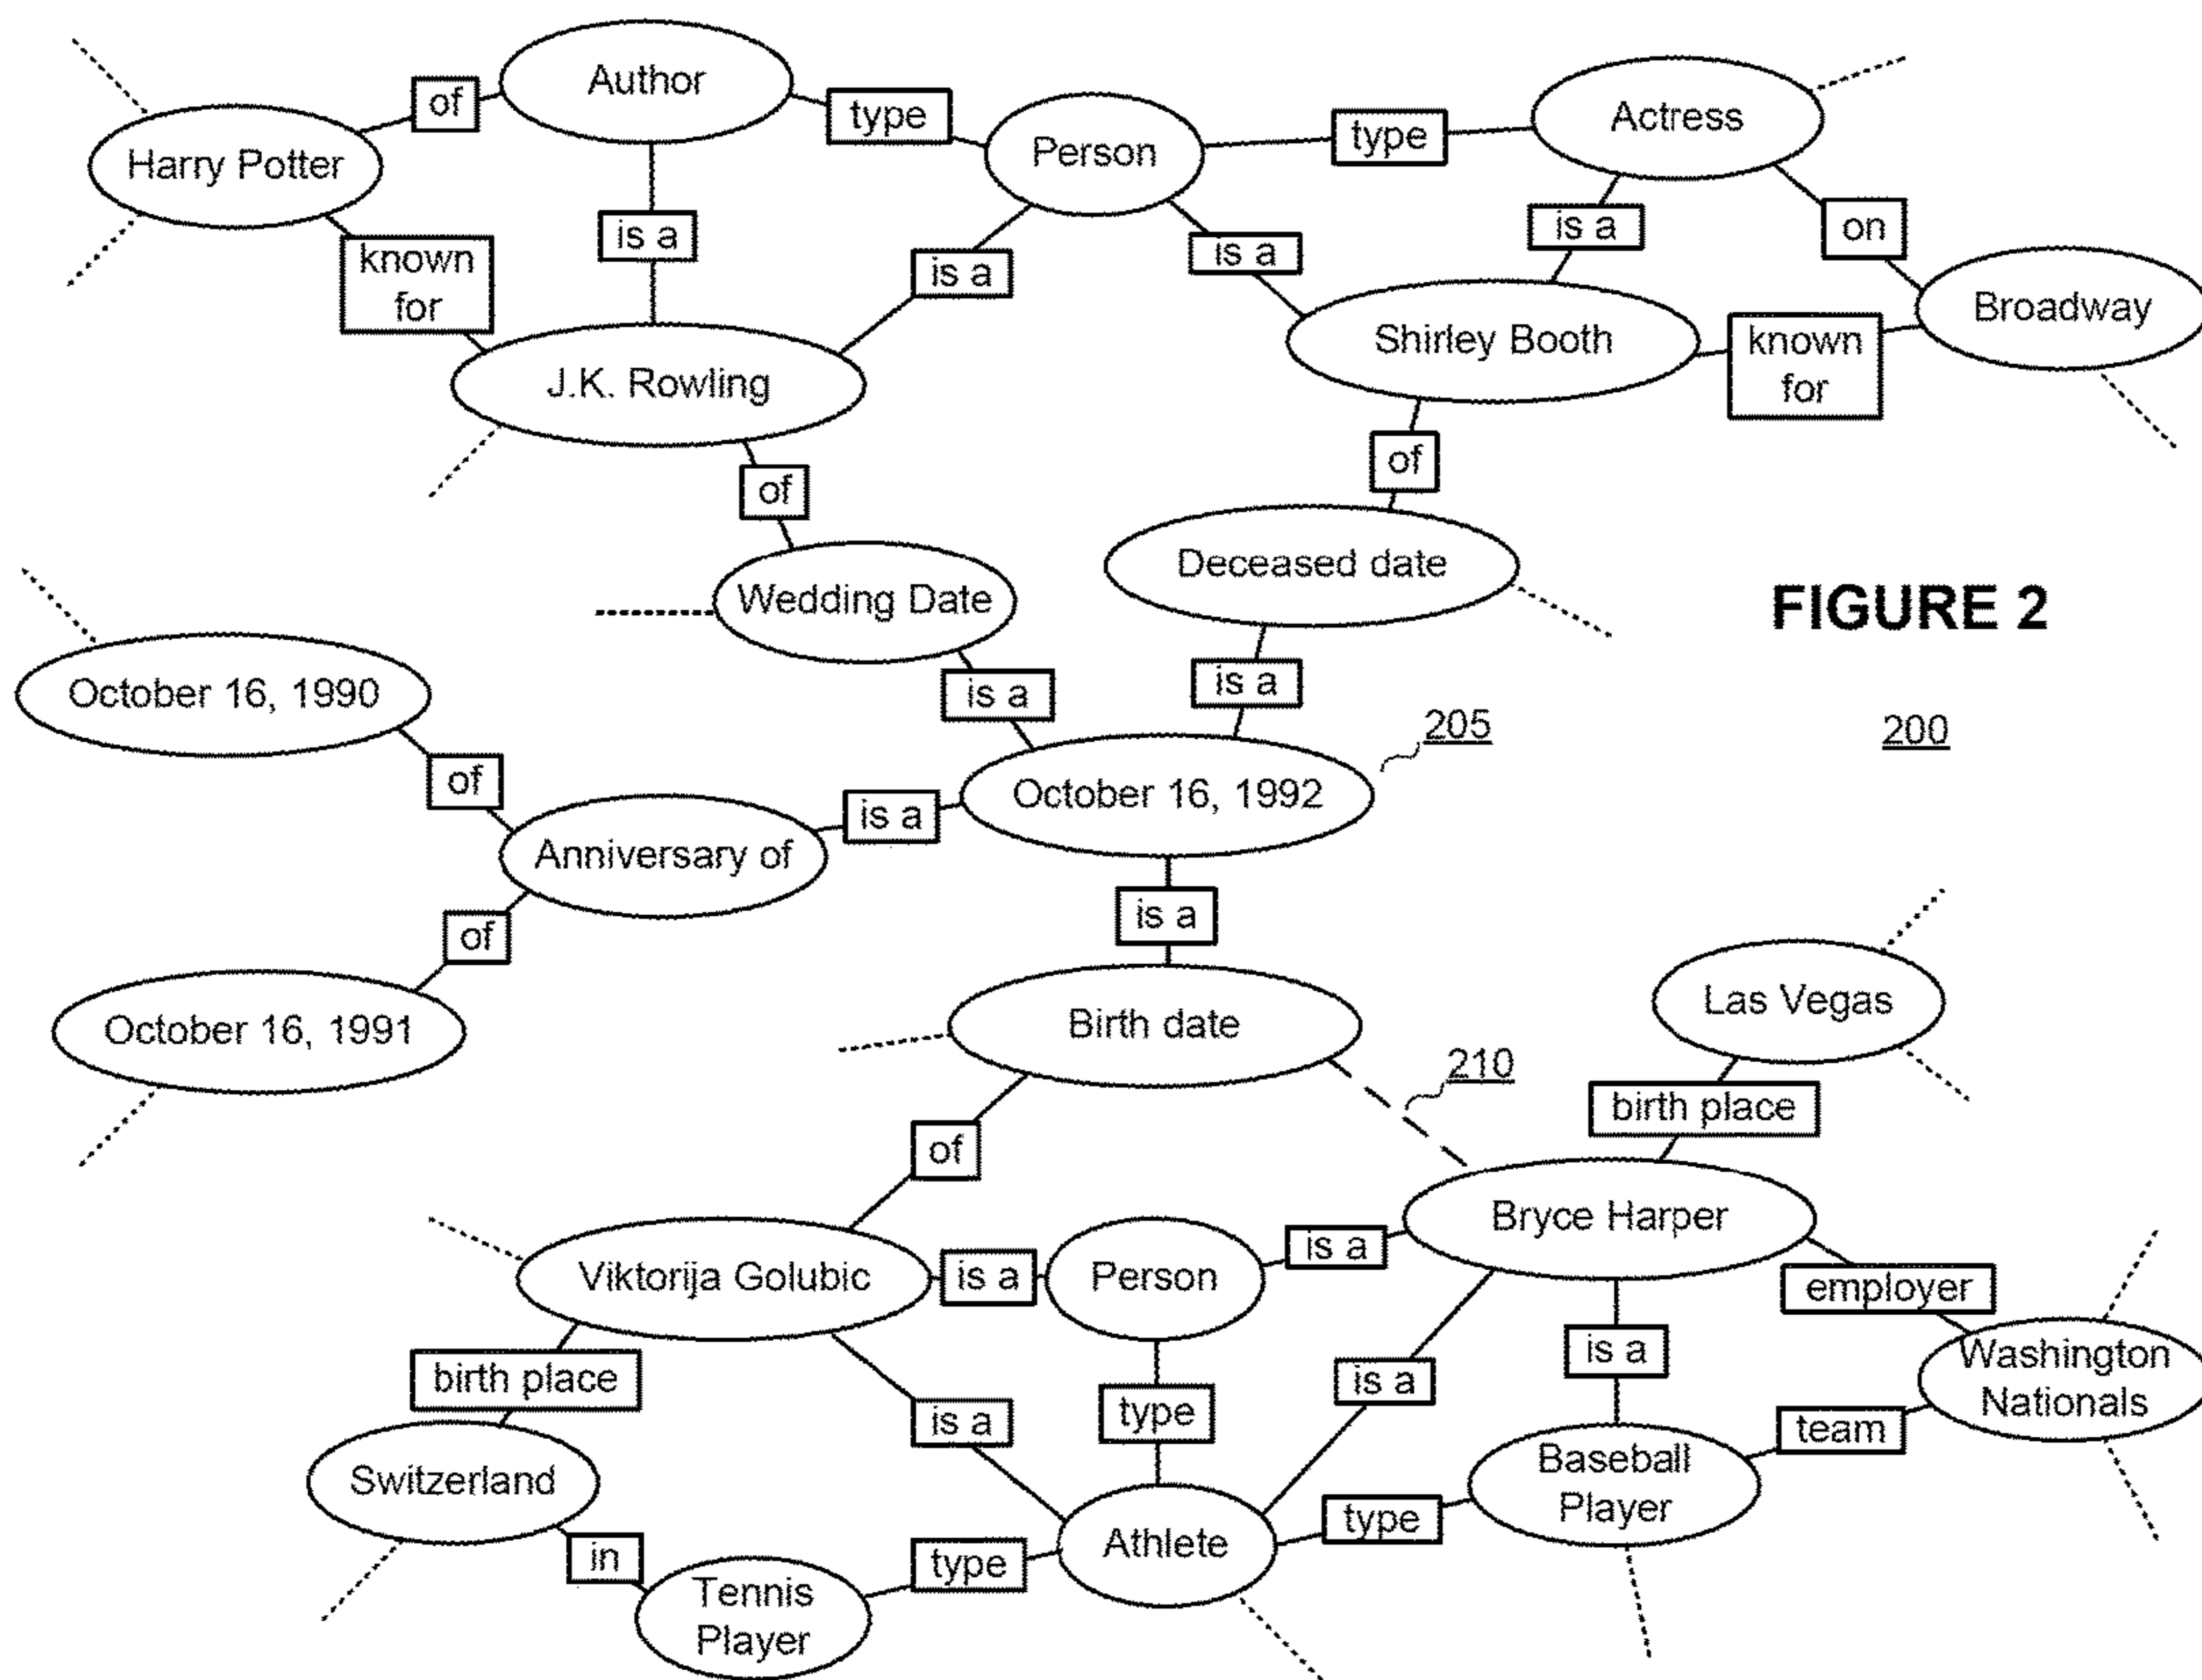 Author
of
type
Actress
type
Person
Harry Potter
is a
is a
is a
is a
on
known
for
Broadway
Shirley Booth
known
for
J.K. Rowling
of
of
Deceased date
Wedding Date
FIGURE 2
October 16, 1990
is a
is a
205
200
of
October 16, 1992
is a
Anniversary of
is a
of
Las Vegas
October 16, 1991
Birth date
210
birth place
of
Bryce Harper
is a
Viktorija Golubic
is a
Person
employer
is a
Washington
Nationals
birth place
is a
is a
type
team
Switzerland
Baseball
Player
type
Athlete
in
type
Tennis
Player